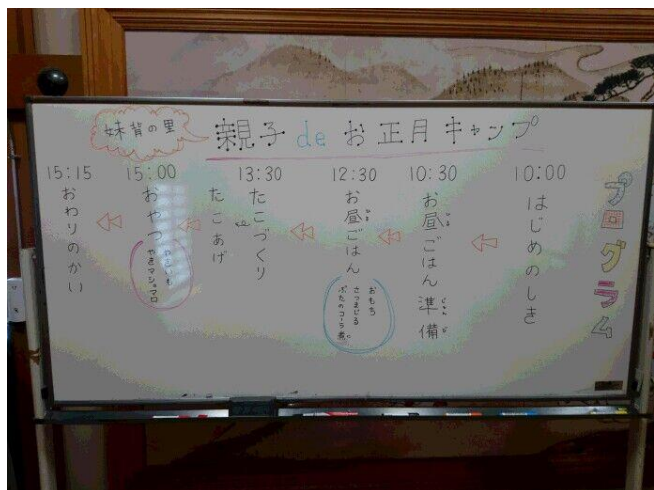 妹背の里
親子 de お正月キャンプ
プログラム
10:00
はじめのしき
10:30
お昼ごはん準備
12:30
お昼ごはん
おもち
さつまじる
ぶたのコーラ煮
13:30
たこづくり
たこあげ
15:00
おやつ
やきマシュマロ
15:15
おわりのかい